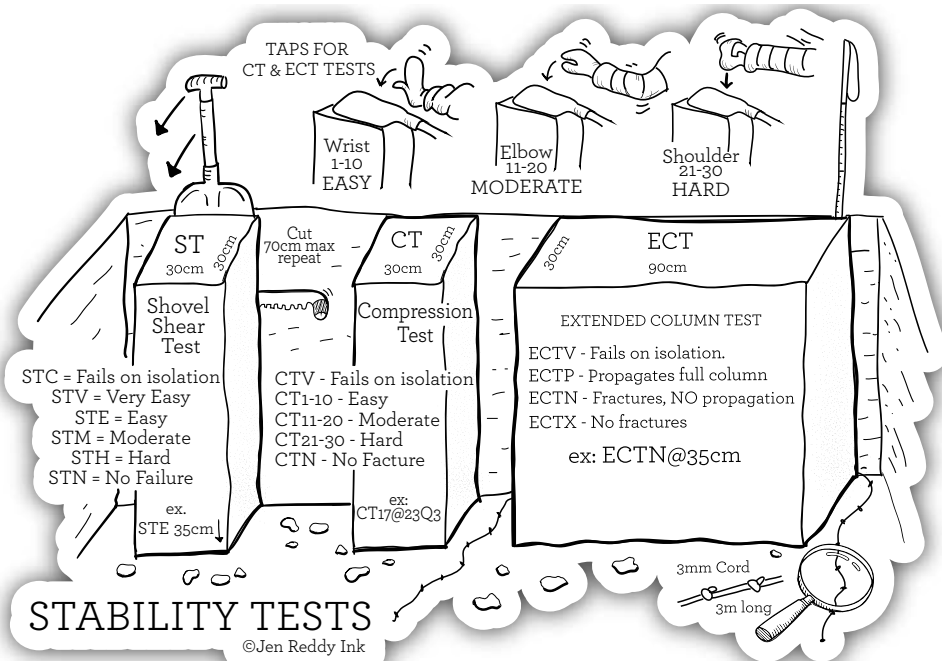 TAPS FOR
CT & ECT TESTS
Wrist
1-10
EASY
Elbow
11-20
MODERATE
Shoulder
21-30
HARD
ST
30cm
30cm
Cut
70cm max
repeat
CT
30cm
30cm
ECT
30cm
90cm
Shovel
Shear
Test
STC = Fails on isolation
STV = Very Easy
STE = Easy
STM = Moderate
STH = Hard
STN = No Failure
ex.
STE 35cm
Compression
Test
CTV - Fails on isolation
CT1-10 - Easy
CT11-20 - Moderate
CT21-30 - Hard
CTN - No Facture
ex:
CT17@23Q3
EXTENDED COLUMN TEST
ECTV - Fails on isolation.
ECTP - Propagates full column
ECTN - Fractures, NO propagation
ECTX - No fractures
ex: ECTN@35cm
3mm Cord
3m long
STABILITY TESTS
©Jen Reddy Ink